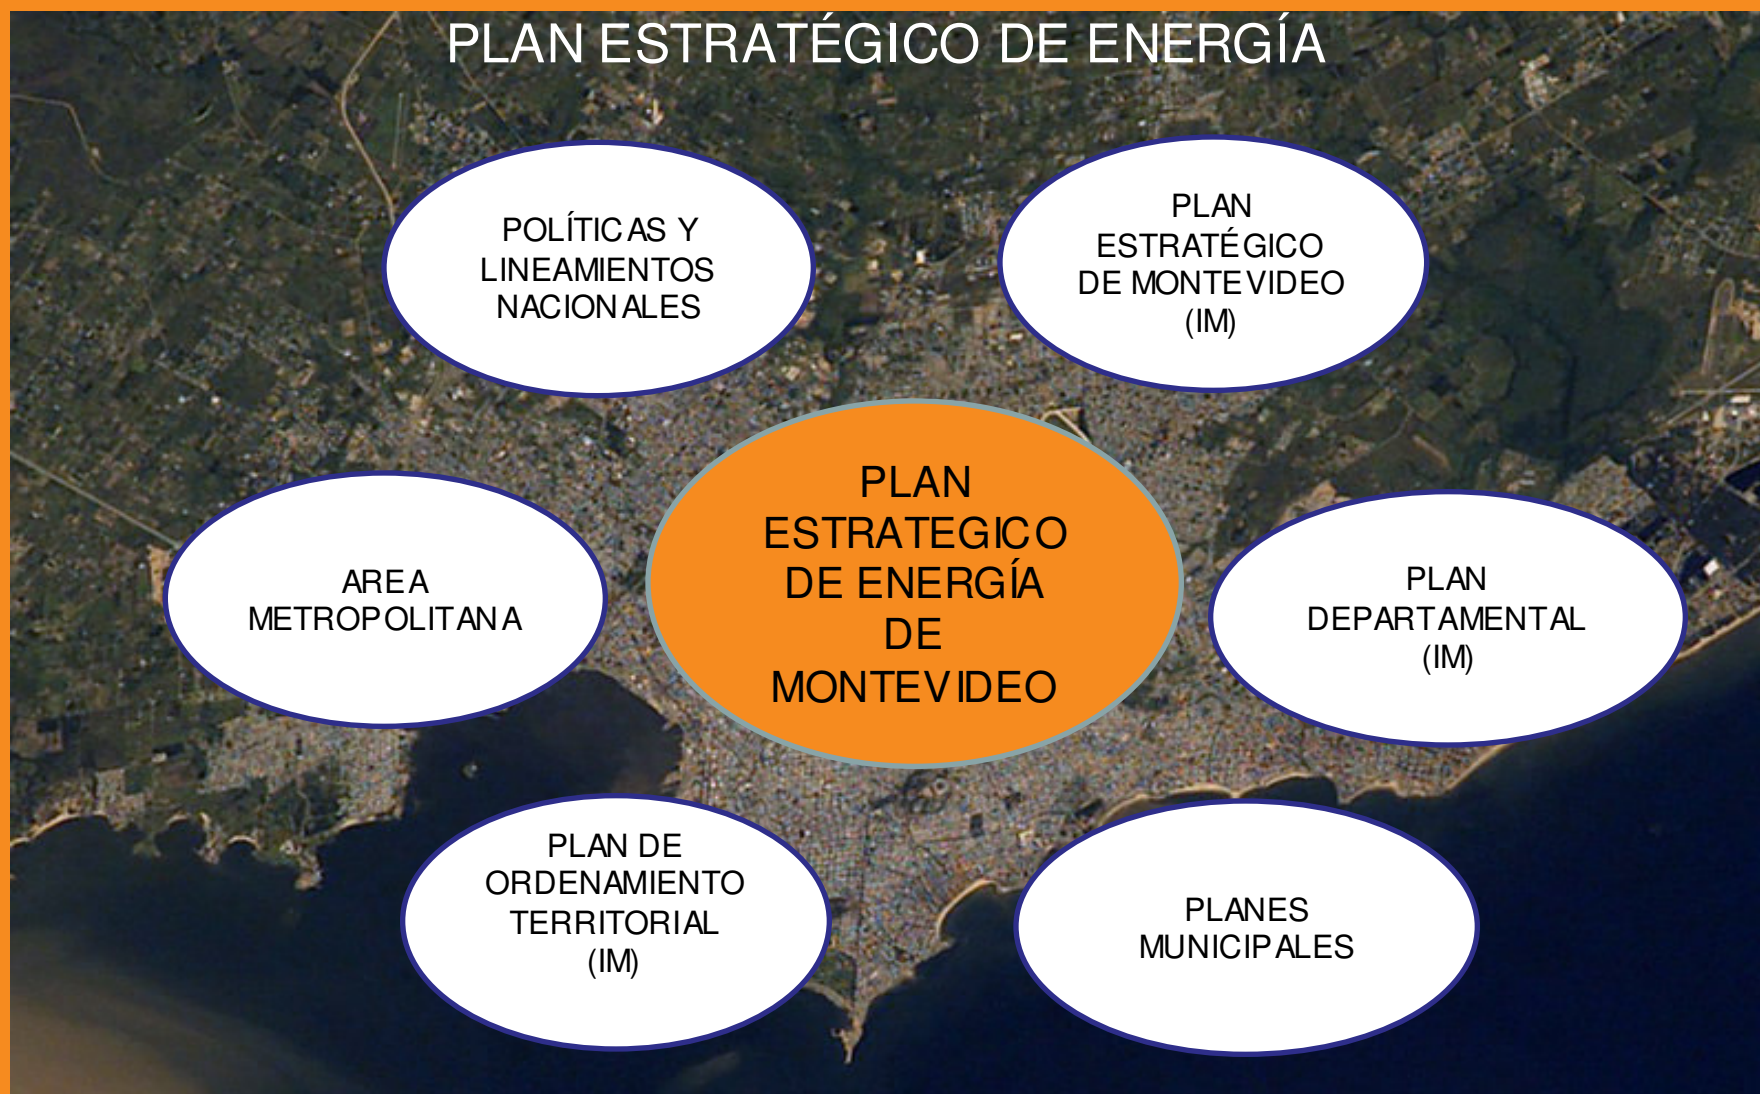 PLAN ESTRATÉGICO DE ENERGÍA
POLÍTICAS Y
LINEAMIENTOS
NACIONALES
PLAN
ESTRATÉGICO
DE MONTEVIDEO
(IM)
PLAN
ESTRATEGICO
DE ENERGÍA
DE
MONTEVIDEO
AREA
METROPOLITANA
PLAN
DEPARTAMENTAL
(IM)
PLAN DE
ORDENAMIENTO
TERRITORIAL
(IM)
PLANES
MUNICIPALES